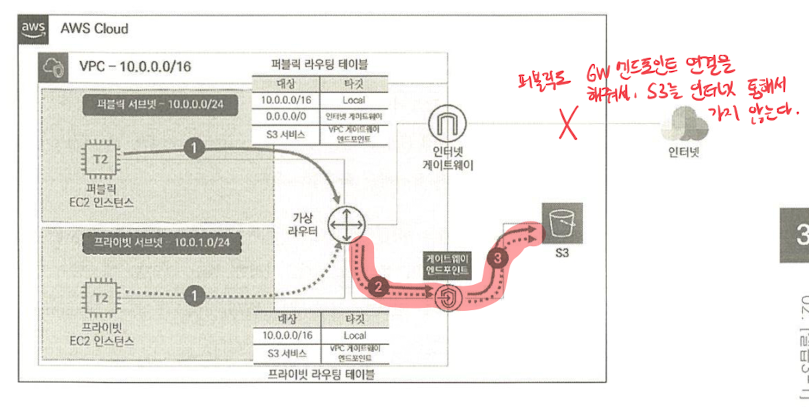 aws AWS Cloud
VPC – 10.0.0.0/16
퍼블릭 라우팅 테이블
대상 타깃
10.0.0.0/16 Local
0.0.0.0/0 인터넷 게이트웨이
S3 서비스 VPC 게이트웨이
엔드포인트
퍼블릭 서브넷 – 10.0.0.0/24
T2
1
퍼블릭
EC2 인스턴스
퍼블릭도 GW 엔드포인트 연결을
해줘서, S3는 인터넷 통해서
가지 않는다.
X
인터넷
게이트웨이
인터넷
가상
라우터
프라이빗 서브넷 – 10.0.1.0/24
T2
1
프라이빗
EC2 인스턴스
게이트웨이
엔드포인트
2
3
S3
대상 타깃
10.0.0.0/16 Local
S3 서비스 VPC 게이트웨이
엔드포인트
프라이빗 라우팅 테이블
3
02.